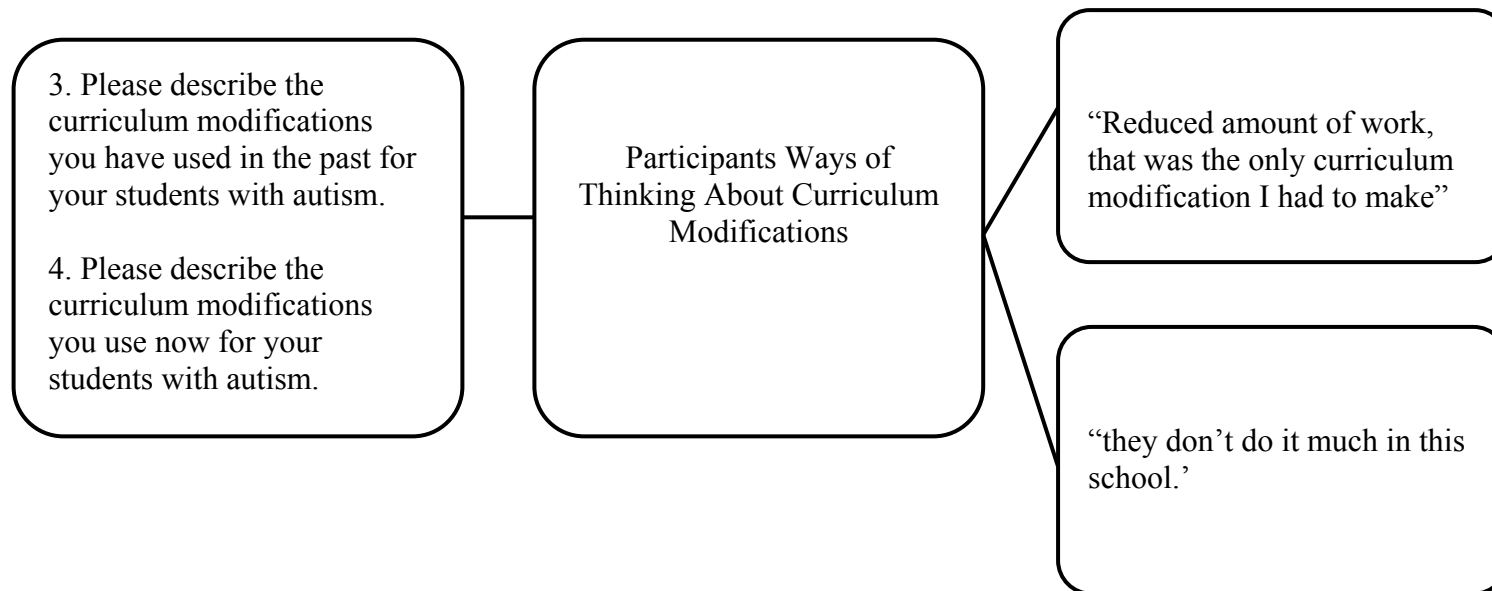 3. Please describe the
curriculum modifications
you have used in the past for
your students with autism.
4. Please describe the
curriculum modifications
you use now for your
students with autism.
Participants Ways of
Thinking About Curriculum
Modifications
“Reduced amount of work,
that was the only curriculum
modification I had to make”
“they don’t do it much in this
school.’